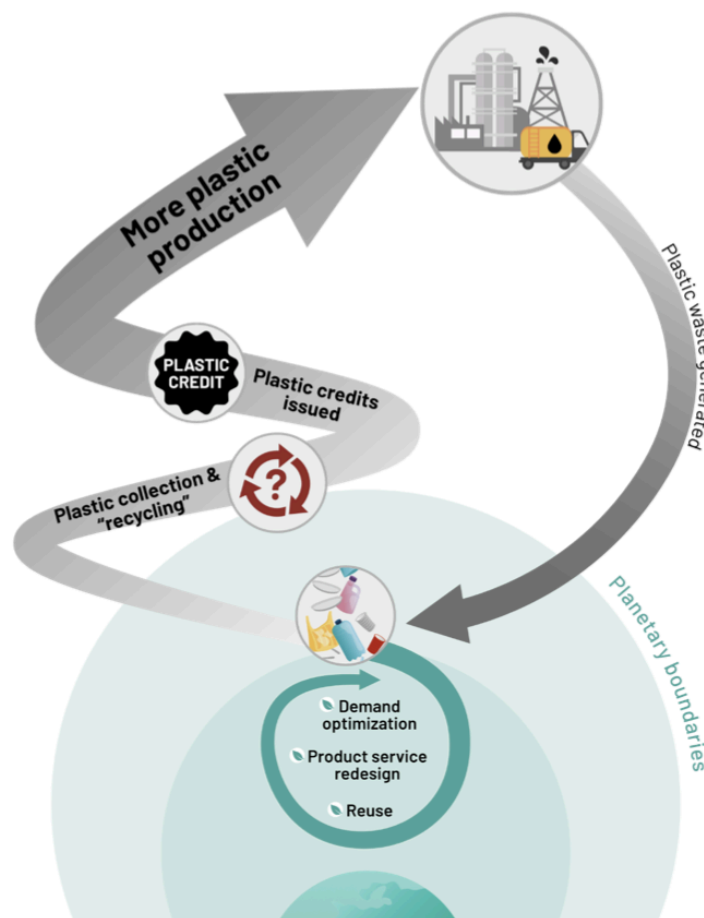 More plastic
production
PLASTIC
CREDIT
Plastic credits
issued
?
Plastic collection &
“recycling”
Plastic waste generated
Planetary boundaries
Demand
optimization
Product service
redesign
Reuse